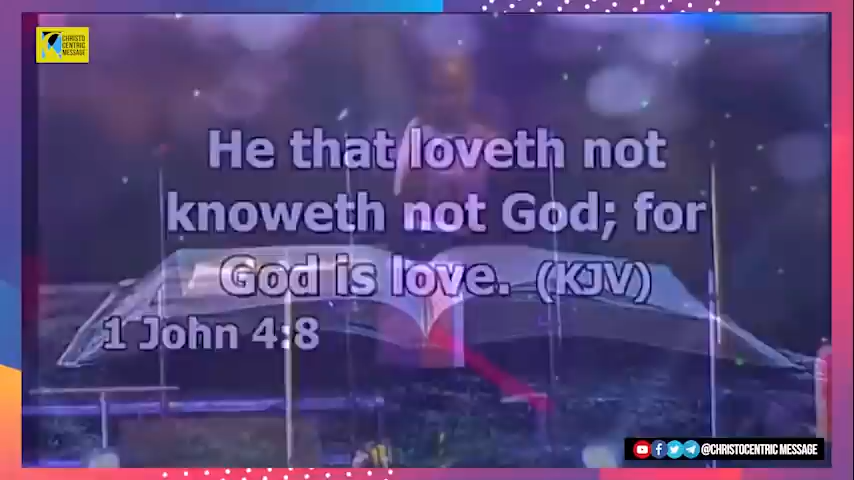 CHRISTO
CENTRIC
MESSAGE
He that loveth not
knoweth not God; for
God is love. (KJV)
1 John 4:8
@CHRISTOCENTRIC MESSAGE